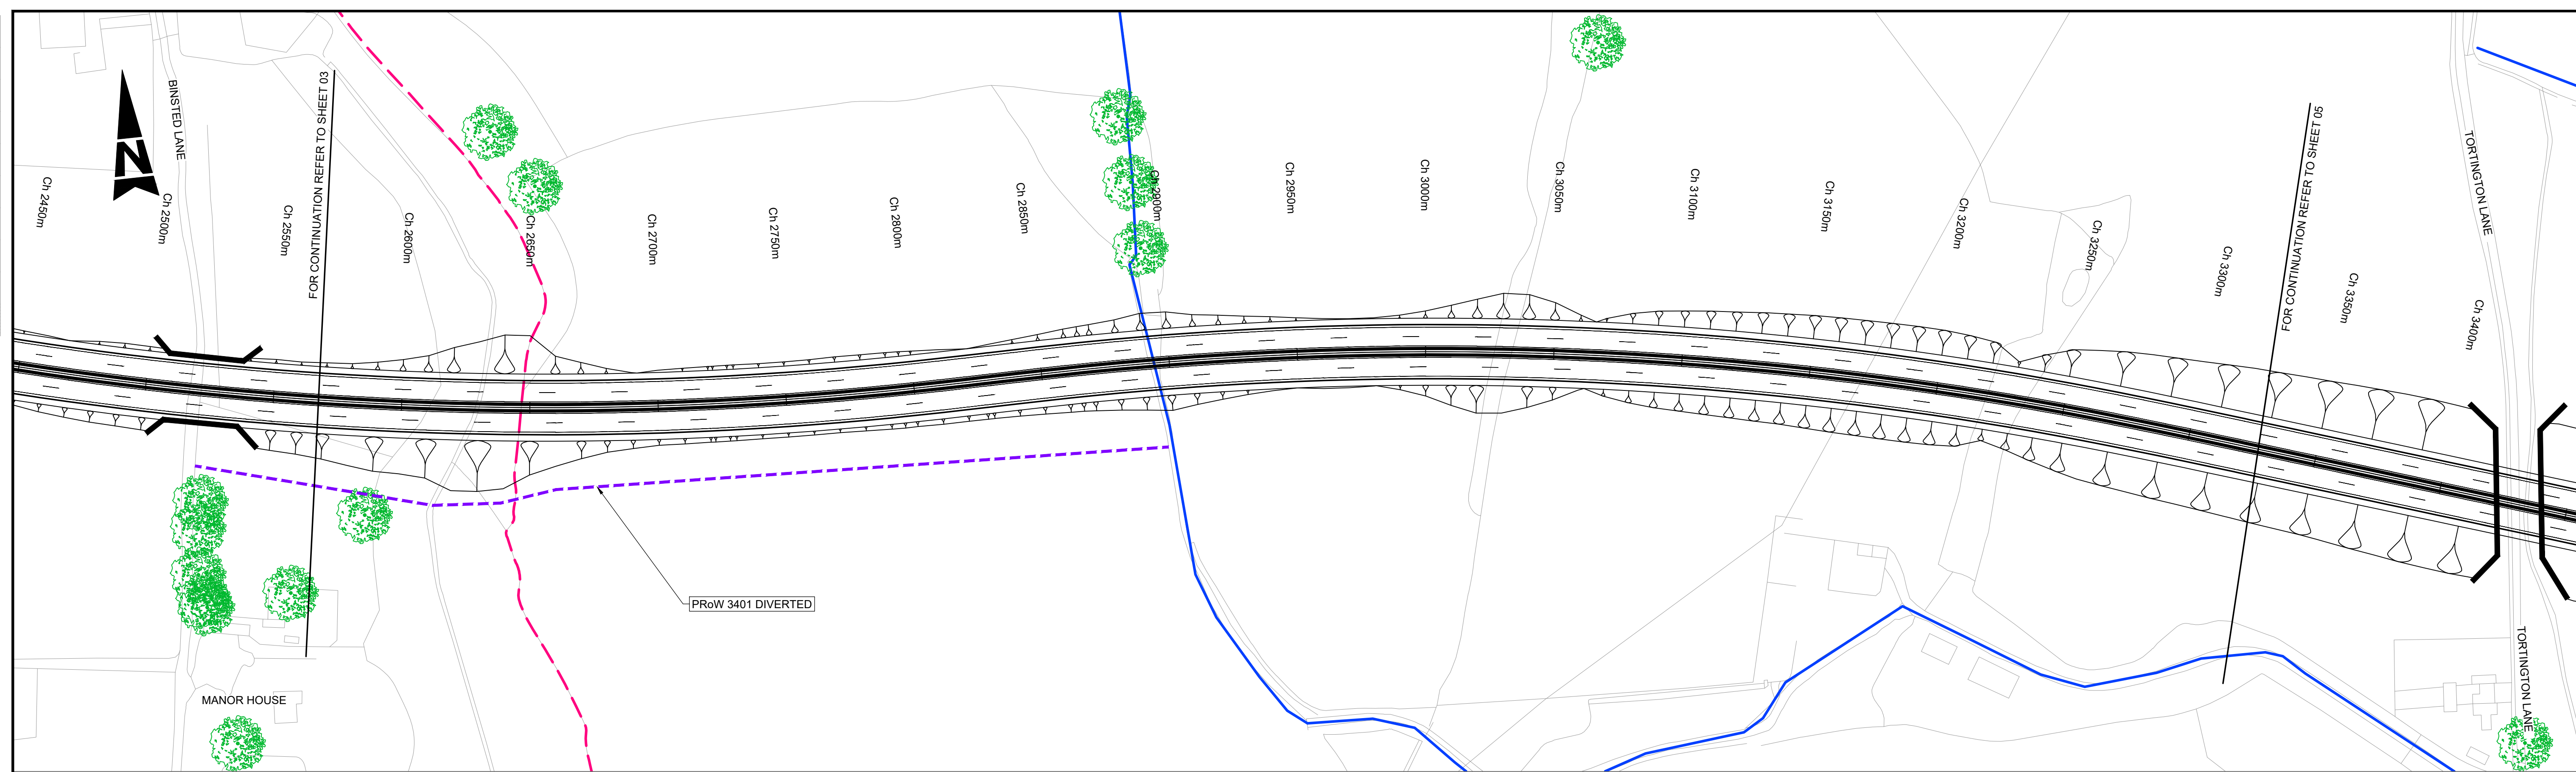 BINSTED LANE
N
FOR CONTINUATION REFER TO SHEET 03
Ch 2450m
Ch 2500m
Ch 2550m
Ch 2600m
Ch 2650m
Ch 2700m
Ch 2750m
Ch 2800m
Ch 2850m
Ch 2900m
Ch 2950m
Ch 3000m
Ch 3050m
Ch 3100m
Ch 3150m
Ch 3200m
Ch 3250m
Ch 3300m
FOR CONTINUATION REFER TO SHEET 05
Ch 3350m
Ch 3400m
TORTINGTON LANE
PRoW 3401 DIVERTED
MANOR HOUSE
TORTINGTON LANE